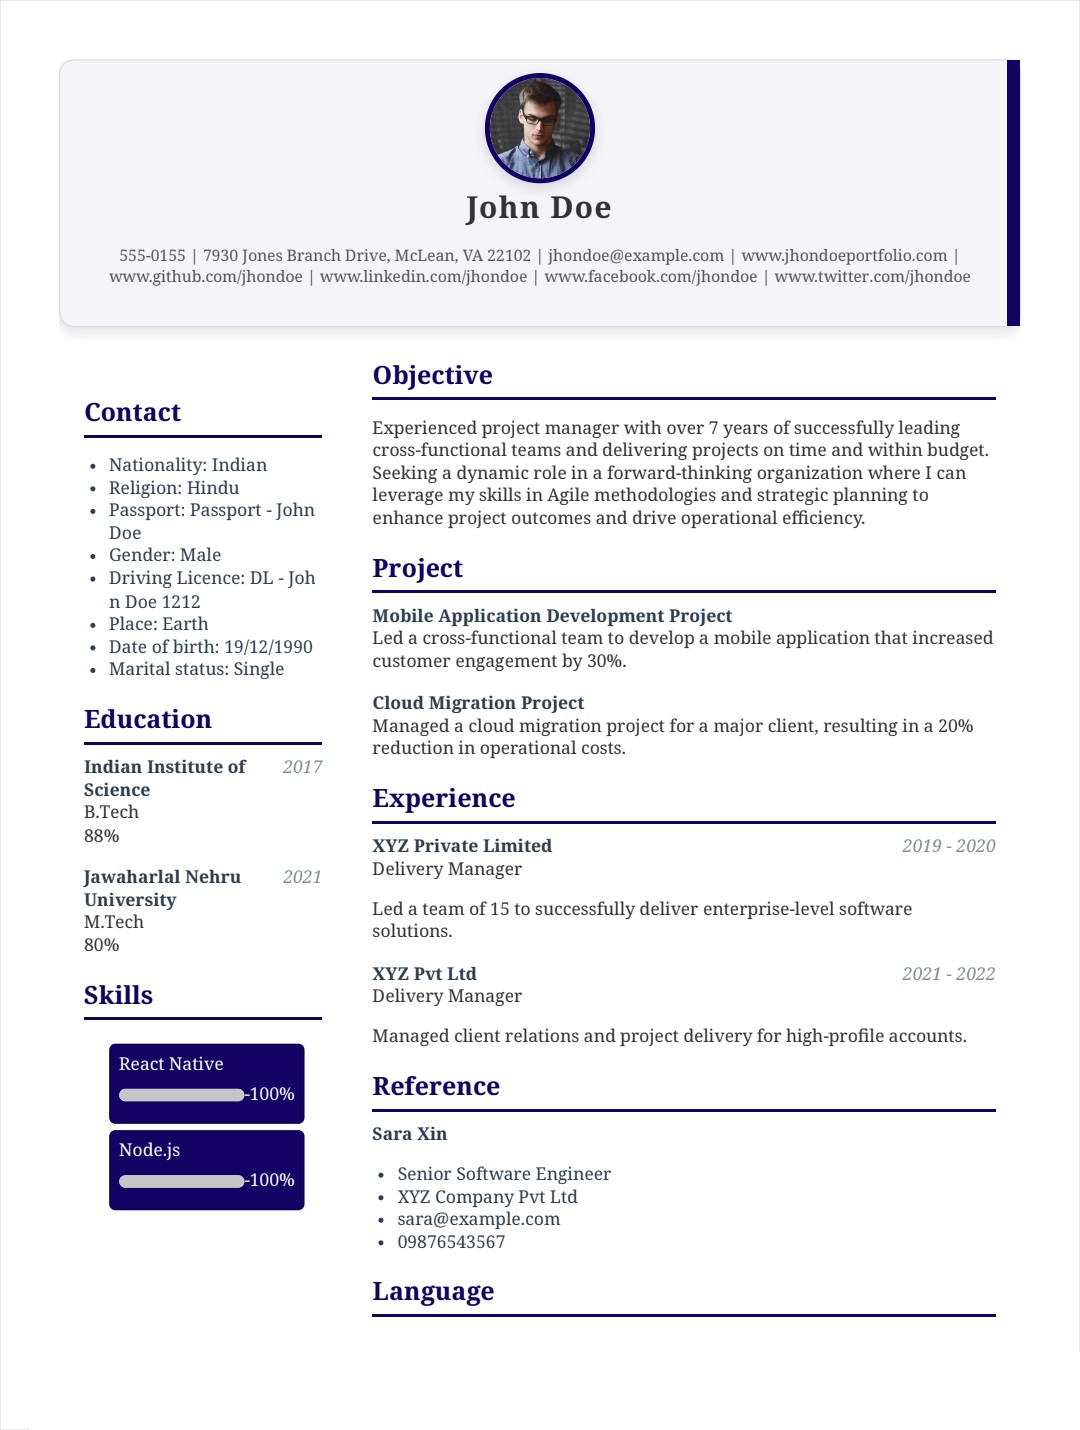 John Doe
555-0155 | 7930 Jones Branch Drive, McLean, VA 22102 | jhondoe@example.com | www.jhondoeportfolio.com |
www.github.com/jhondoe | www.linkedin.com/jhondoe | www.facebook.com/jhondoe | www.twitter.com/jhondoe
Contact
• Nationality: Indian
• Religion: Hindu
• Passport: Passport - John
Doe
• Gender: Male
• Driving Licence: DL - Joh
n Doe 1212
• Place: Earth
• Date of birth: 19/12/1990
• Marital status: Single
Education
Indian Institute of 2017
Science
B.Tech
88%
Jawaharlal Nehru 2021
University
M.Tech
80%
Skills
React Native
-100%
Node.js
-100%
Objective
Experienced project manager with over 7 years of successfully leading
cross-functional teams and delivering projects on time and within budget.
Seeking a dynamic role in a forward-thinking organization where I can
leverage my skills in Agile methodologies and strategic planning to
enhance project outcomes and drive operational efficiency.
Project
Mobile Application Development Project
Led a cross-functional team to develop a mobile application that increased
customer engagement by 30%.
Cloud Migration Project
Managed a cloud migration project for a major client, resulting in a 20%
reduction in operational costs.
Experience
XYZ Private Limited 2019 - 2020
Delivery Manager
Led a team of 15 to successfully deliver enterprise-level software
solutions.
XYZ Pvt Ltd 2021 - 2022
Delivery Manager
Managed client relations and project delivery for high-profile accounts.
Reference
Sara Xin
• Senior Software Engineer
• XYZ Company Pvt Ltd
• sara@example.com
• 09876543567
Language